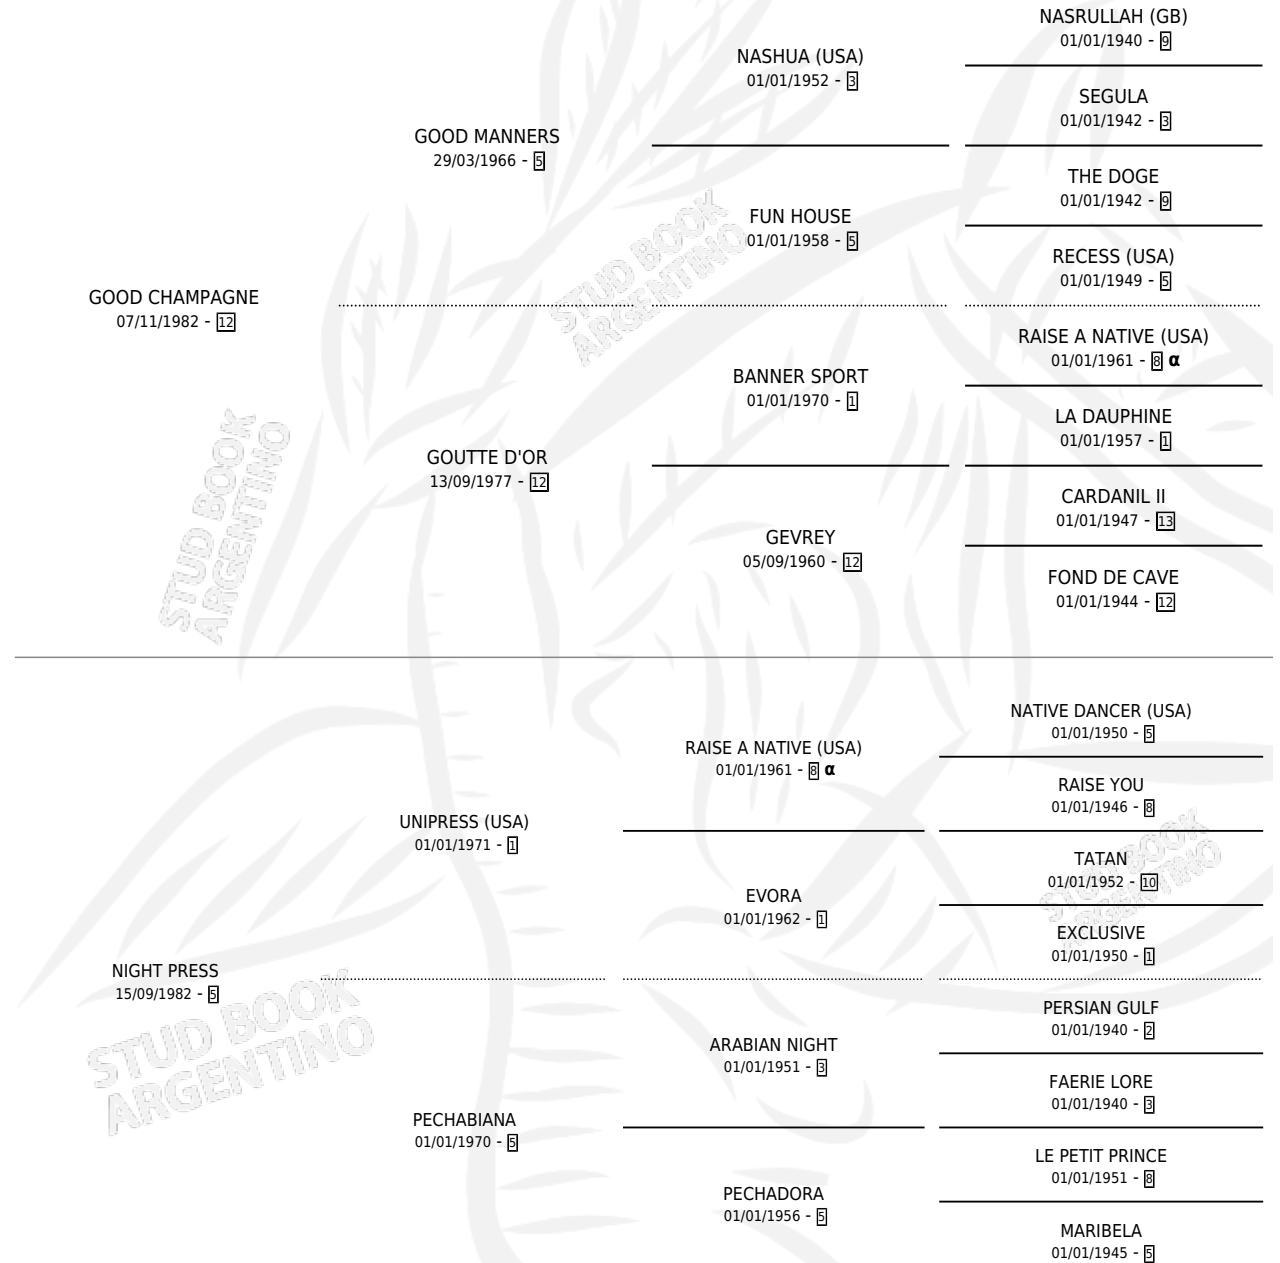 NASRULLAH (GB)
01/01/1940 - 9
NASHUA (USA)
01/01/1952 - 3
SEGULA
01/01/1942 - 3
GOOD MANNERS
29/03/1966 - 5
THE DOGE
01/01/1942 - 9
FUN HOUSE
01/01/1958 - 5
RECESS (USA)
01/01/1949 - 5
GOOD CHAMPAGNE
07/11/1982 - 12
RAISE A NATIVE (USA)
01/01/1961 - 8 α
BANNER SPORT
01/01/1970 - 1
LA DAUPHINE
01/01/1957 - 1
GOUTTE D'OR
13/09/1977 - 12
CARDANIL II
01/01/1947 - 13
GEVREY
05/09/1960 - 12
FOND DE CAVE
01/01/1944 - 12
NATIVE DANCER (USA)
01/01/1950 - 5
RAISE A NATIVE (USA)
01/01/1961 - 8 α
RAISE YOU
01/01/1946 - 8
UNIPRESS (USA)
01/01/1971 - 1
TATAN
01/01/1952 - 10
EVORA
01/01/1962 - 1
EXCLUSIVE
01/01/1950 - 1
NIGHT PRESS
15/09/1982 - 5
PERSIAN GULF
01/01/1940 - 2
ARABIAN NIGHT
01/01/1951 - 3
FAERIE LORE
01/01/1940 - 3
PECHABIANA
01/01/1970 - 5
LE PETIT PRINCE
01/01/1951 - 8
PECHADORA
01/01/1956 - 5
MARIBELA
01/01/1945 - 5
STUD BOOK
ARGENTINO
STUD BOOK
ARGENTINO
STUD BOOK
ARGENTINO
STUD BOOK
ARGENTINO